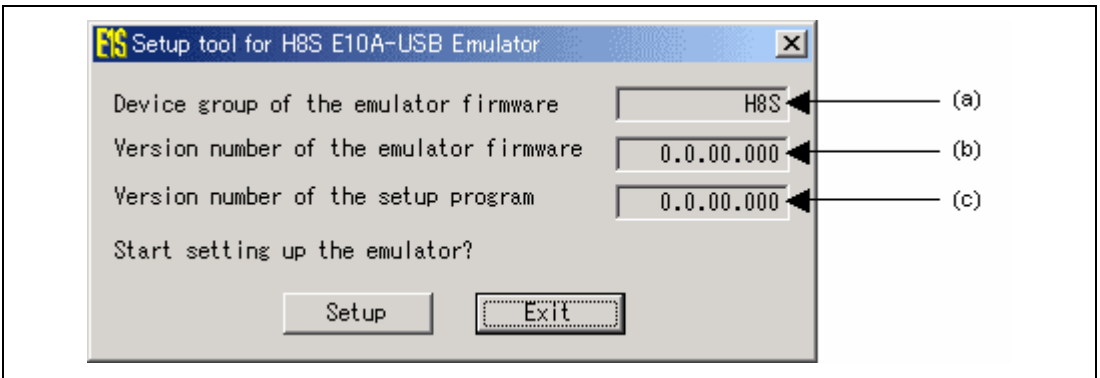 E1S Setup tool for H8S E10A-USB Emulator
Device group of the emulator firmware H8S (a)
Version number of the emulator firmware 0.0.00.000 (b)
Version number of the setup program 0.0.00.000 (c)
Start setting up the emulator?
Setup Exit